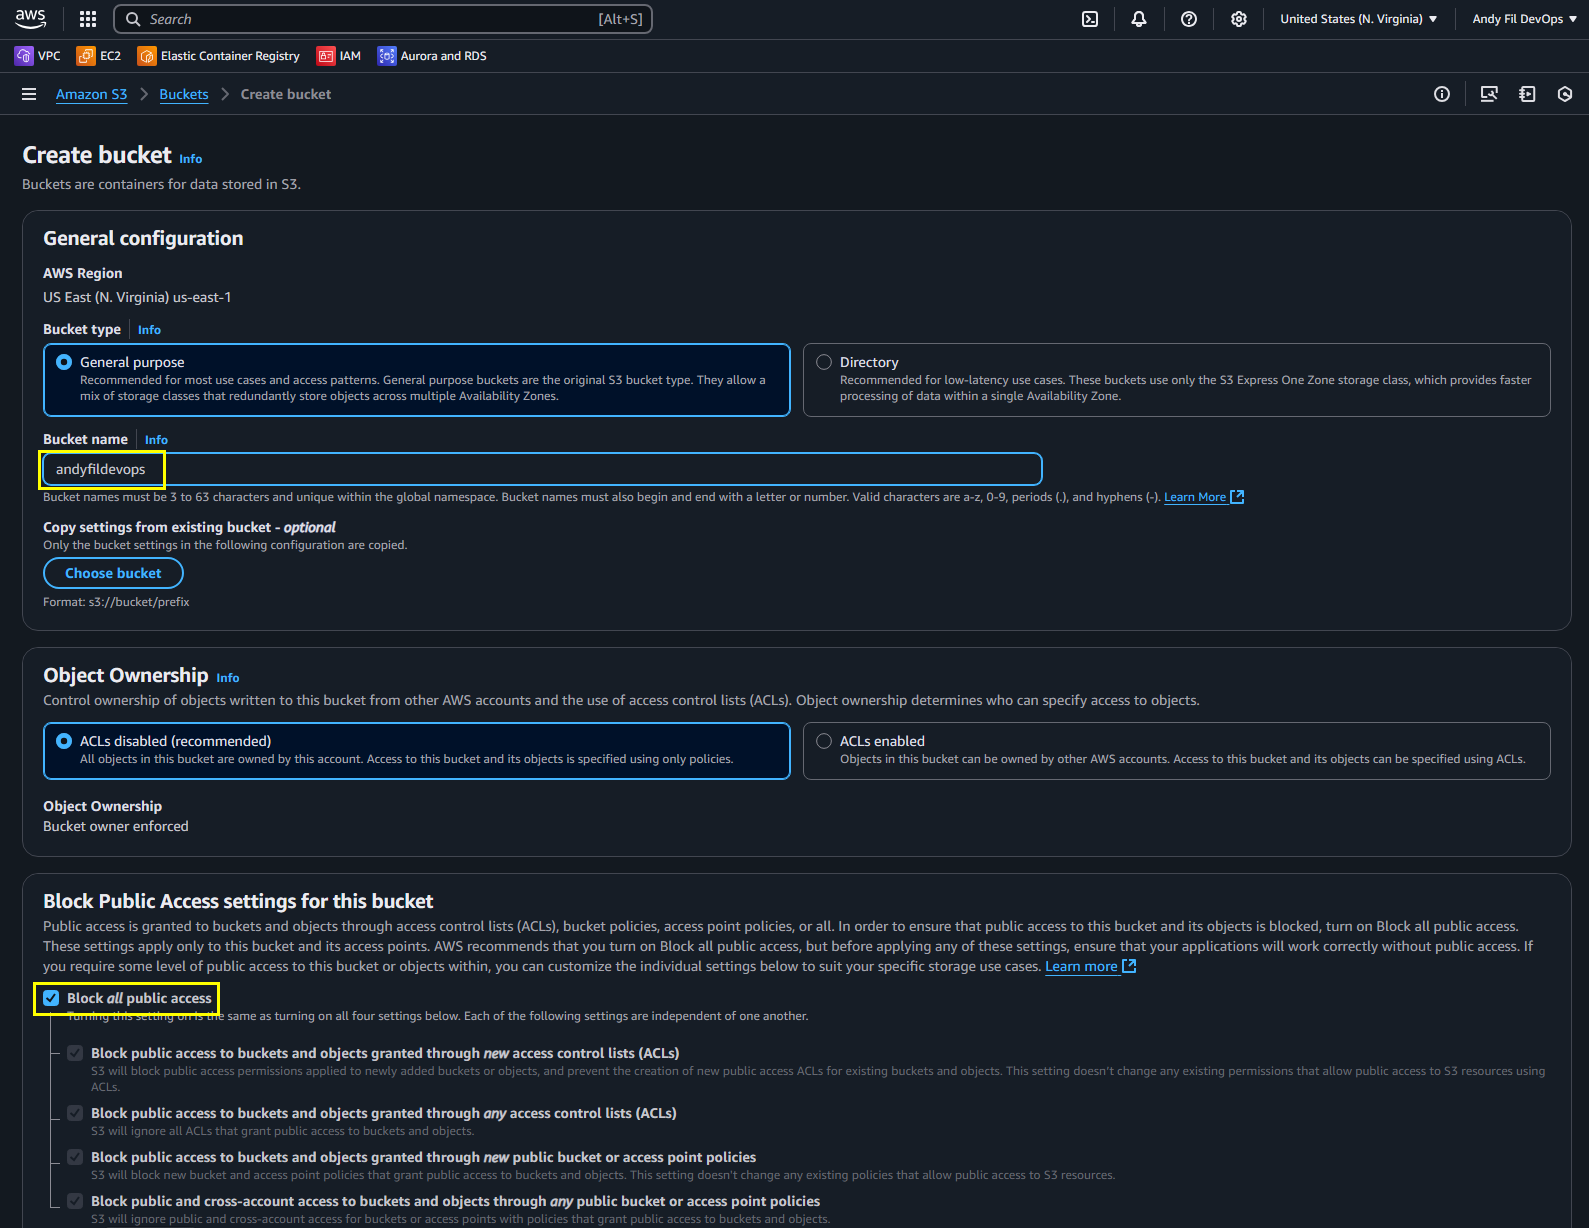 aws
Search
[Alt+S]
United States (N. Virginia)
Andy Fil DevOps
VPC
EC2
Elastic Container Registry
IAM
Aurora and RDS
Amazon S3
Buckets
Create bucket
Create bucket Info
Buckets are containers for data stored in S3.
General configuration
AWS Region
US East (N. Virginia) us-east-1
Bucket type Info
General purpose
Recommended for most use cases and access patterns. General purpose buckets are the original S3 bucket type. They allow a
mix of storage classes that redundantly store objects across multiple Availability Zones.
Directory
Recommended for low-latency use cases. These buckets use only the S3 Express One Zone storage class, which provides faster
processing of data within a single Availability Zone.
Bucket name Info
andyfildevops
Bucket names must be 3 to 63 characters and unique within the global namespace. Bucket names must also begin and end with a letter or number. Valid characters are a-z, 0-9, periods (.), and hyphens (-). Learn More
Copy settings from existing bucket - optional
Only the bucket settings in the following configuration are copied.
Choose bucket
Format: s3://bucket/prefix
Object Ownership Info
Control ownership of objects written to this bucket from other AWS accounts and the use of access control lists (ACLs). Object ownership determines who can specify access to objects.
ACLs disabled (recommended)
All objects in this bucket are owned by this account. Access to this bucket and its objects is specified using only policies.
ACLs enabled
Objects in this bucket can be owned by other AWS accounts. Access to this bucket and its objects can be specified using ACLs.
Object Ownership
Bucket owner enforced
Block Public Access settings for this bucket
Public access is granted to buckets and objects through access control lists (ACLs), bucket policies, access point policies, or all. In order to ensure that public access to this bucket and its objects is blocked, turn on Block all public access.
These settings apply only to this bucket and its access points. AWS recommends that you turn on Block all public access, but before applying any of these settings, ensure that your applications will work correctly without public access. If
you require some level of public access to this bucket or objects within, you can customize the individual settings below to suit your specific storage use cases. Learn more
Block all public access
Turning this setting on is the same as turning on all four settings below. Each of the following settings are independent of one another.
Block public access to buckets and objects granted through new access control lists (ACLs)
S3 will block public access permissions applied to newly added buckets or objects, and prevent the creation of new public access ACLs for existing buckets and objects. This setting doesn't change any existing permissions that allow public access to S3 resources using
ACLs.
Block public access to buckets and objects granted through any access control lists (ACLs)
S3 will ignore all ACLs that grant public access to buckets and objects.
Block public access to buckets and objects granted through new public bucket or access point policies
S3 will block new bucket and access point policies that grant public access to buckets and objects. This setting doesn't change any existing policies that allow public access to S3 resources.
Block public and cross-account access to buckets and objects through any public bucket or access point policies
S3 will ignore public and cross-account access for buckets or access points with policies that grant public access to buckets and objects.